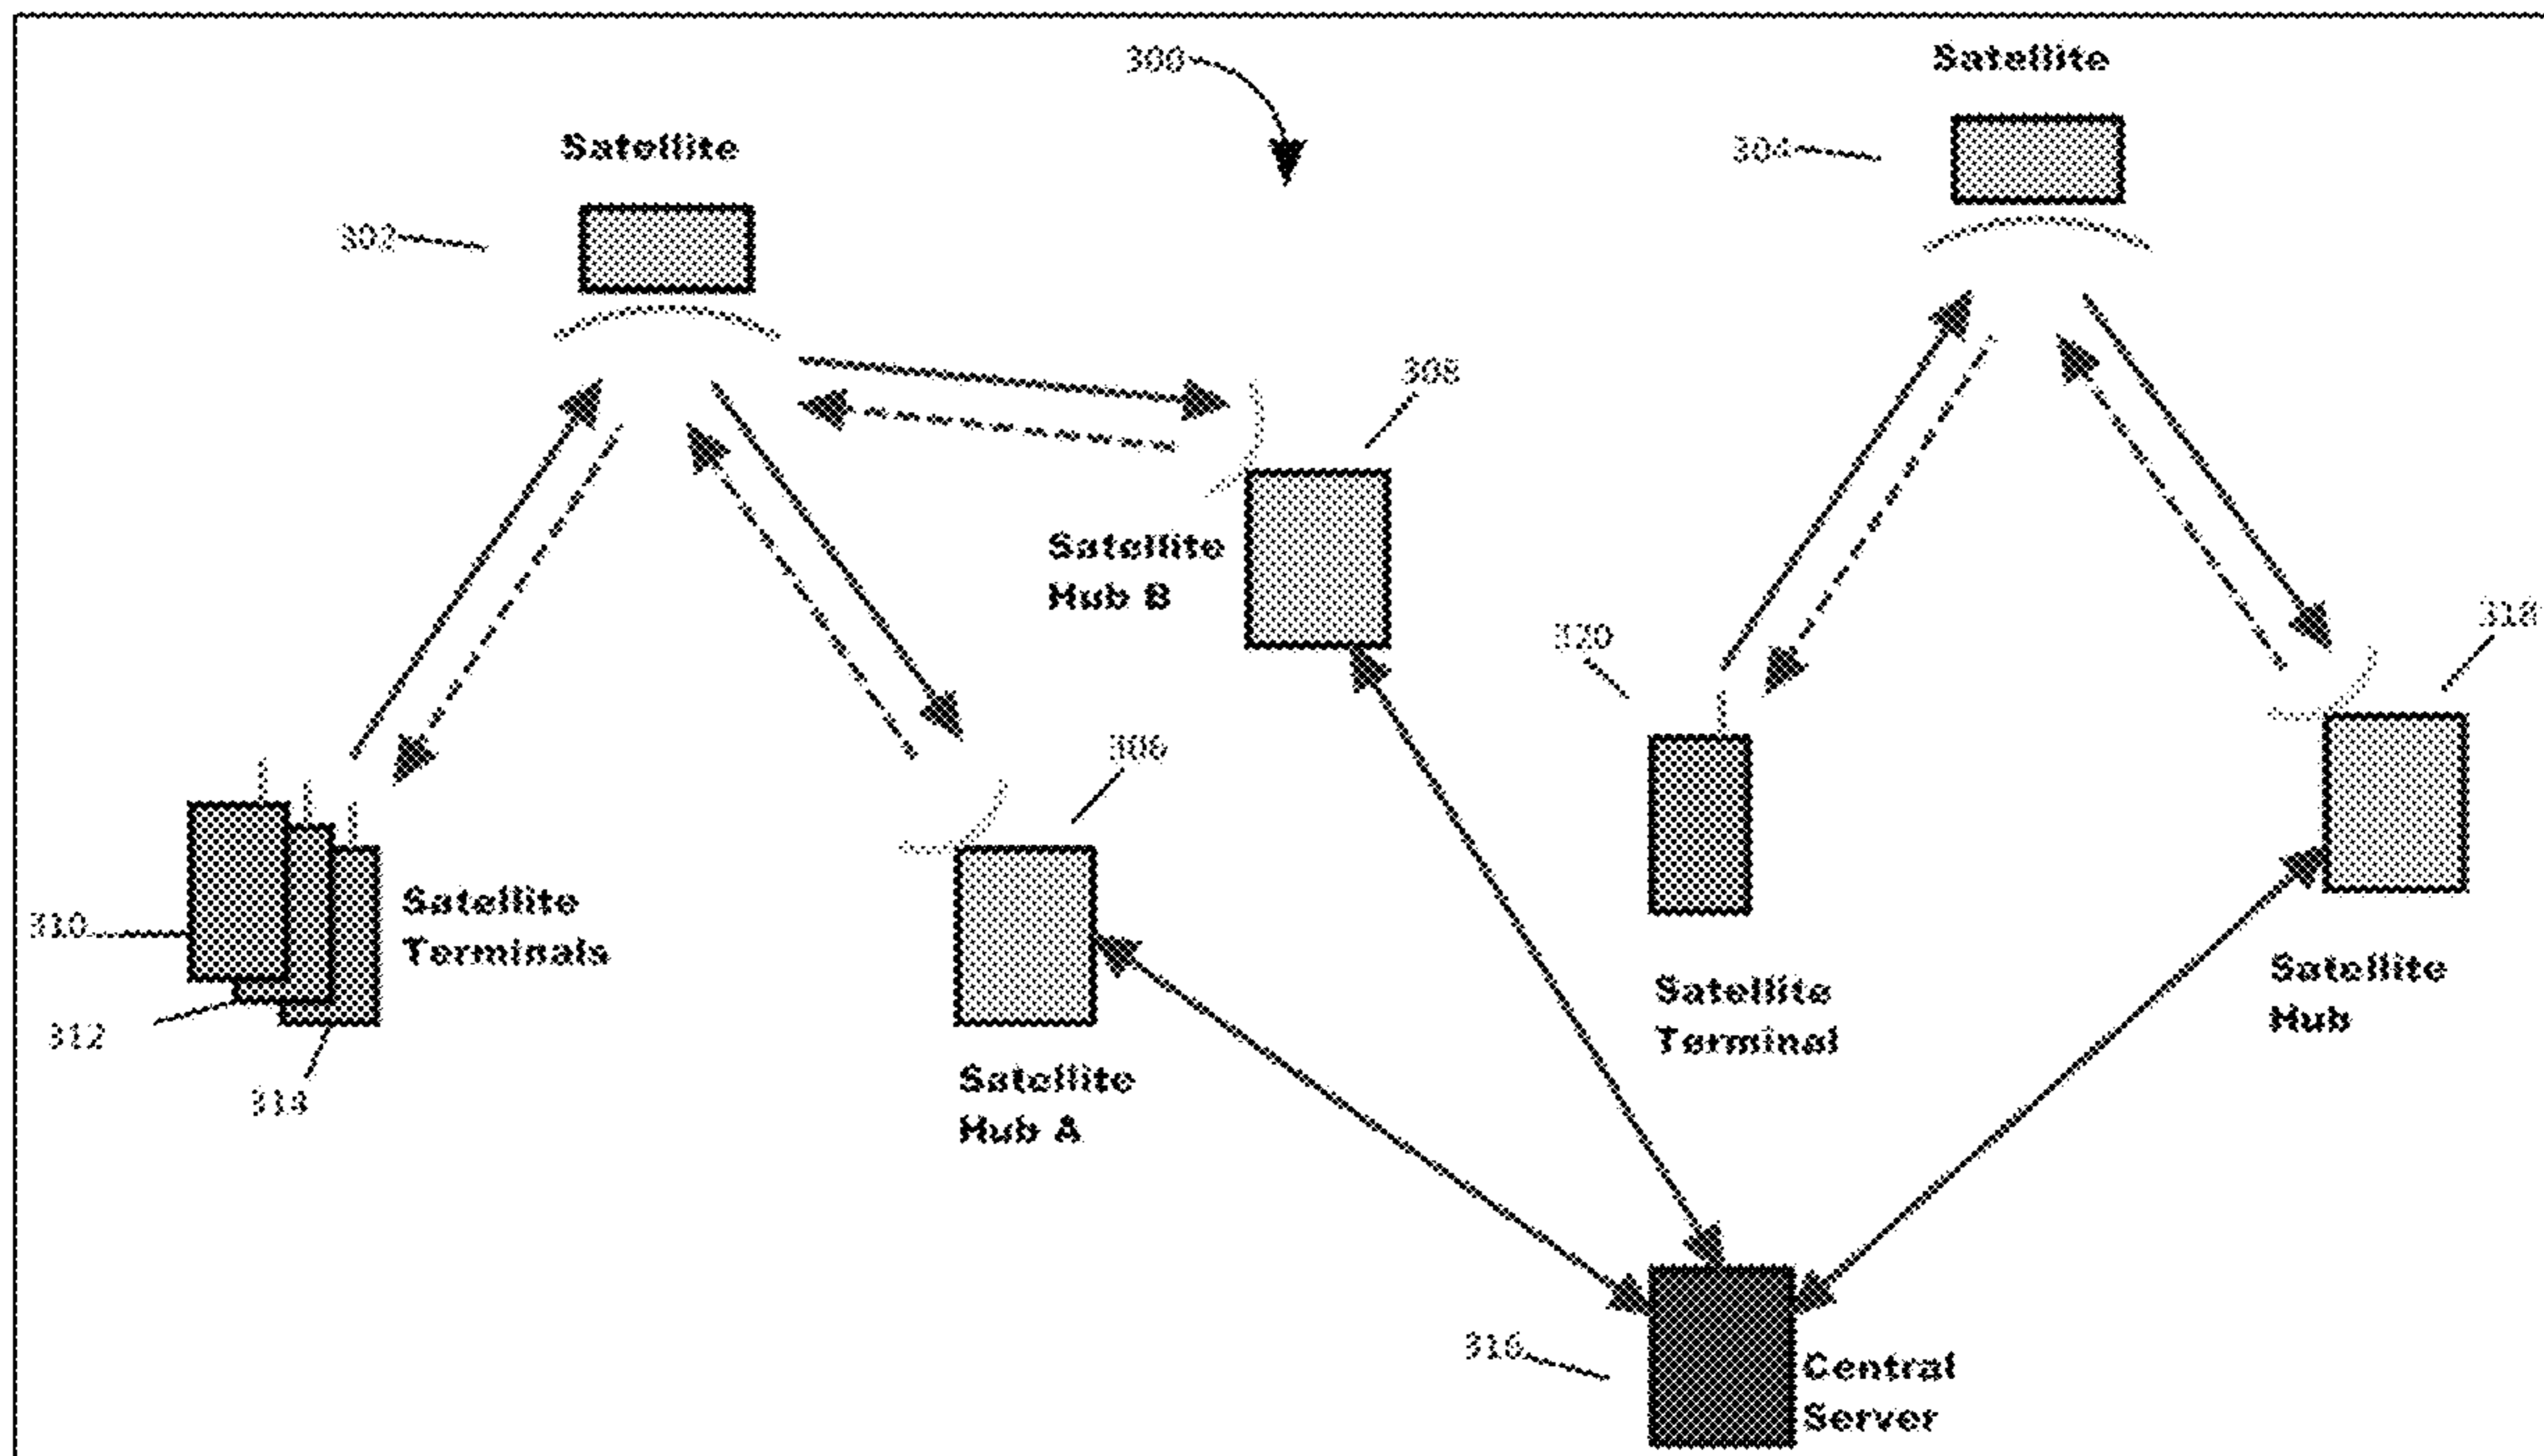 300
Satellite
304
Satellite
302
308
Satellite
Hub B
320
318
306
Satellite
Terminals
310
312
314
Satellite
Hub A
Satellite
Terminal
Satellite
Hub
316
Central
Server